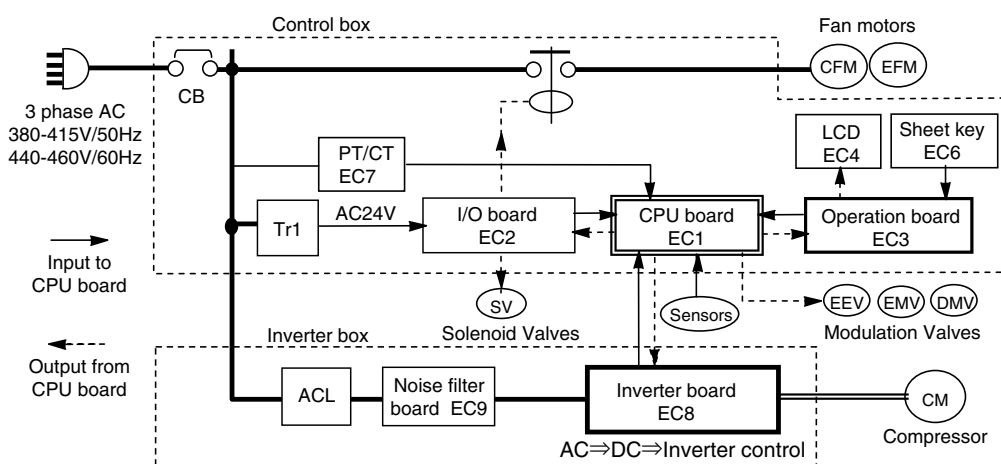 Control box
Fan motors
CB
CFM
EFM
3 phase AC
380-415V/50Hz
440-460V/60Hz
PT/CT
EC7
LCD
EC4
Sheet key
EC6
Tr1
AC24V
I/O board
EC2
CPU board
EC1
Operation board
EC3
Input to
CPU board
SV
Solenoid Valves
Sensors
EEV
EMV
DMV
Modulation Valves
Output from
CPU board
Inverter box
ACL
Noise filter
board EC9
Inverter board
EC8
CM
Compressor
AC⇒DC⇒Inverter control